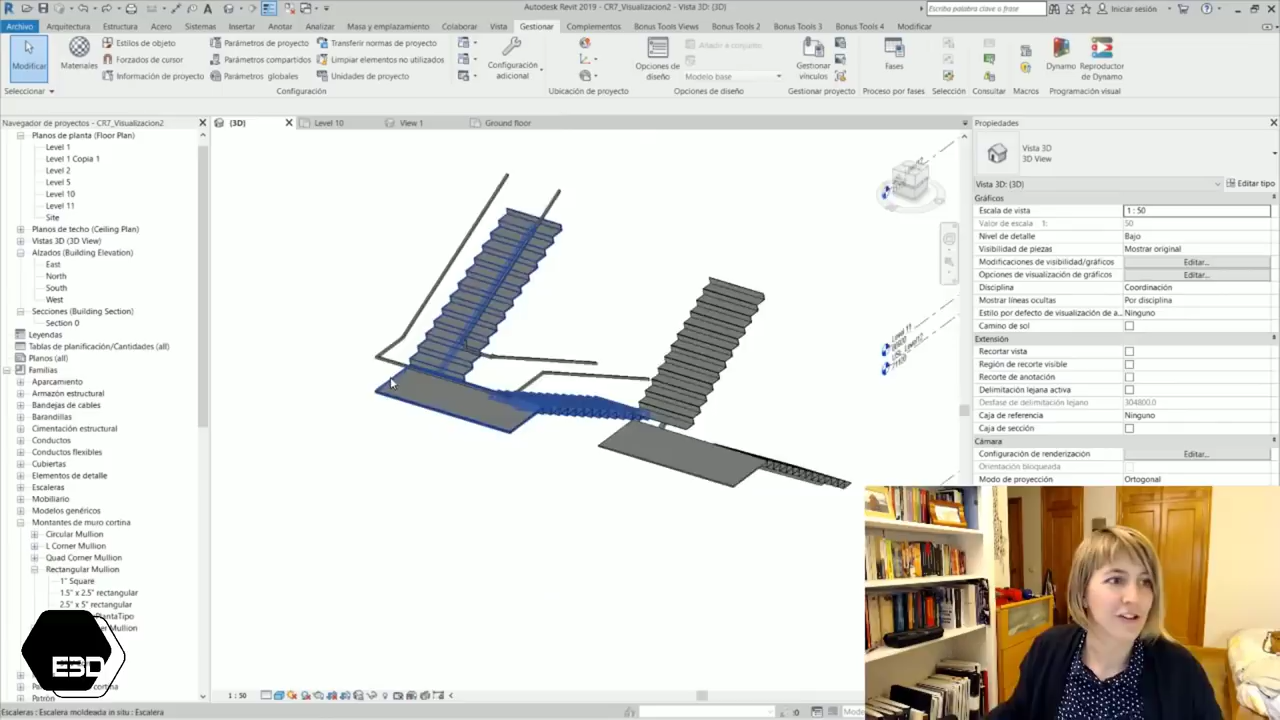 Autodesk Revit 2019 - CR7_Visualizacion2 - Vista 3D: {3D}
Escriba palabra clave o frase
Iniciar sesión
Archivo Arquitectura Estructura Acero Sistemas Insertar Anotar Analizar Masa y emplazamiento Colaborar Vista Gestionar Complementos Bonus Tools Views Bonus Tools 2 Bonus Tools 3 Bonus Tools 4 Modificar
Modificar
Materiales
Estilos de objeto
Forzados de cursor
Información de proyecto
Parámetros de proyecto
Parámetros compartidos
Parámetros globales
Transferir normas de proyecto
Limpiar elementos no utilizados
Unidades de proyecto
Configuración
adicional
Opciones de
diseño
Añadir a conjunto
Modelo base
Gestionar
vínculos
Fases
Dynamo
Reproductor
de Dynamo
Seleccionar
Configuración
Ubicación de proyecto
Opciones de diseño
Gestionar proyecto
Proceso por fases
Selección
Consultar
Macros
Programación visual
Navegador de proyectos - CR7_Visualizacion2
{3D}
Level 10
View 1
Ground floor
Planos de planta (Floor Plan)
Level 1
Level 1 Copia 1
Level 2
Level 5
Level 10
Level 11
Site
Planos de techo (Ceiling Plan)
Vistas 3D (3D View)
Alzados (Building Elevation)
East
North
South
West
Secciones (Building Section)
Section 0
Leyendas
Tablas de planificación/Cantidades (all)
Planos (all)
Familias
Aparcamiento
Armazón estructural
Bandejas de cables
Barandillas
Cimentación estructural
Conductos
Conductos flexibles
Cubiertas
Elementos de detalle
Escaleras
Mobiliario
Modelos genéricos
Montantes de muro cortina
Circular Mullion
L Corner Mullion
Quad Corner Mullion
Rectangular Mullion
1" Square
1.5" x 2.5" rectangular
2.5" x 5" rectangular
PlantaTipo
Patrón
EBD
Propiedades
Vista 3D
3D View
Vista 3D: {3D}
Editar tipo
Gráficos
Escala de vista 1 : 50
Valor de escala 1: 50
Nivel de detalle Bajo
Visibilidad de piezas Mostrar original
Modificaciones de visibilidad/gráficos Editar...
Opciones de visualización de gráficos Editar...
Disciplina Coordinación
Mostrar líneas ocultas Por disciplina
Estilo por defecto de visualización de a... Ninguno
Camino de sol
Extensión
Recortar vista
Región de recorte visible
Recorte de anotación
Delimitación lejana activa
Desfase de delimitación lejano 304800.0
Caja de referencia Ninguno
Caja de sección
Cámara
Configuración de renderización Editar...
Orientación bloqueada
Modo de proyección Ortogonal
1 : 50
Escaleras : Escalera moldeada in situ : Escalera
:0